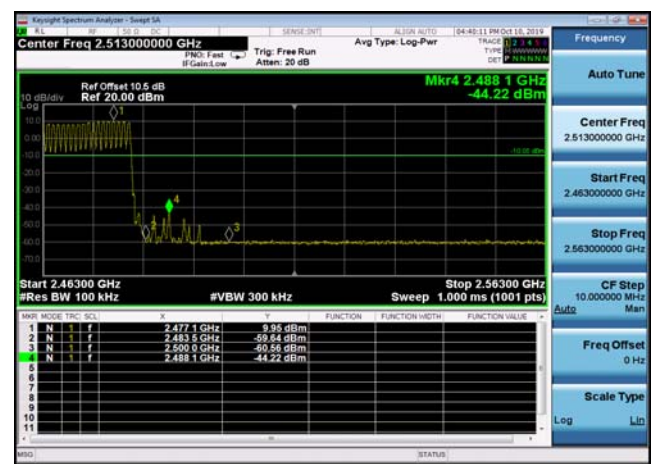 Keysight Spectrum Analyzer - Swept SA
RL RF 50 Ω DC SENSE:INT ALIGN AUTO 04:40:11 PM Oct 10, 2019
Center Freq 2.513000000 GHz
PNO: Fast
IFGain:Low
Trig: Free Run
Atten: 20 dB
Avg Type: Log-Pwr
TRACE 1 2 3 4 5 6
TYPE
DET P NNNNN
Ref Offset 10.5 dB
10 dB/div Ref 20.00 dBm
Log
Mkr4 2.488 1 GHz
-44.22 dBm
10.0
0.00
-10.0
-20.0
-30.0
-40.0
-50.0
-60.0
-70.0
-10.00 dBm
1
2
3
4
Start 2.46300 GHz
Stop 2.56300 GHz
#Res BW 100 kHz
#VBW 300 kHz
Sweep 1.000 ms (1001 pts)
MKR MODE TRC SCL X Y FUNCTION FUNCTION WIDTH FUNCTION VALUE
1 N 1 f 2.477 1 GHz 9.95 dBm
2 N 1 f 2.483 5 GHz -59.64 dBm
3 N 1 f 2.500 0 GHz -60.56 dBm
4 N 1 f 2.488 1 GHz -44.22 dBm
5
6
7
8
9
10
11
MSG
STATUS
Frequency
Auto Tune
Center Freq
2.513000000 GHz
Start Freq
2.463000000 GHz
Stop Freq
2.563000000 GHz
CF Step
10.000000 MHz
Auto Man
Freq Offset
0 Hz
Scale Type
Log Lin